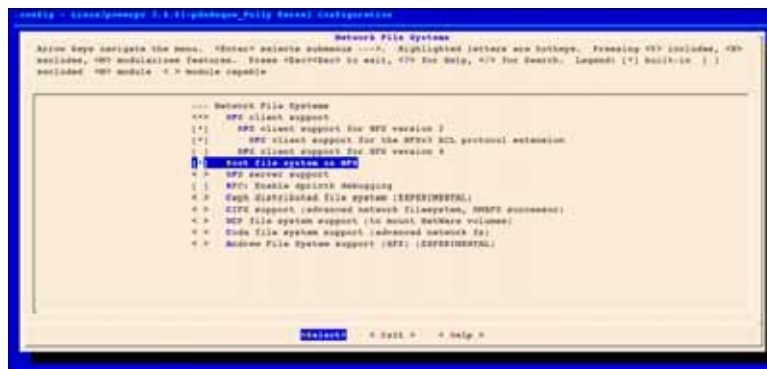 .config - Linux/powerpc Kernel Configuration
Network File Systems
Arrow keys navigate the menu. <Enter> selects submenus --->. Highlighted letters are hotkeys. Pressing <Y> includes, <N>
excludes, <M> modularizes features. Press <Esc><Esc> to exit, <?> for Help, </> for Search. Legend: [*] built-in [ ]
excluded <M> module < > module capable
--- Network File Systems
<*> NFS client support
[*] NFS client support for NFS version 3
[*] NFS client support for the NFSv3 ACL protocol extension
[ ] NFS client support for NFS version 4
[*] Root file system on NFS
< > NFS server support
[ ] RPC: Enable dprintk debugging
< > Ceph distributed file system (EXPERIMENTAL)
< > CIFS support (advanced network filesystem, SMBFS successor)
< > NCP file system support (to mount NetWare volumes)
< > Coda file system support (advanced network fs)
< > Andrew File System support (AFS) (EXPERIMENTAL)
<Select> < Exit > < Help >